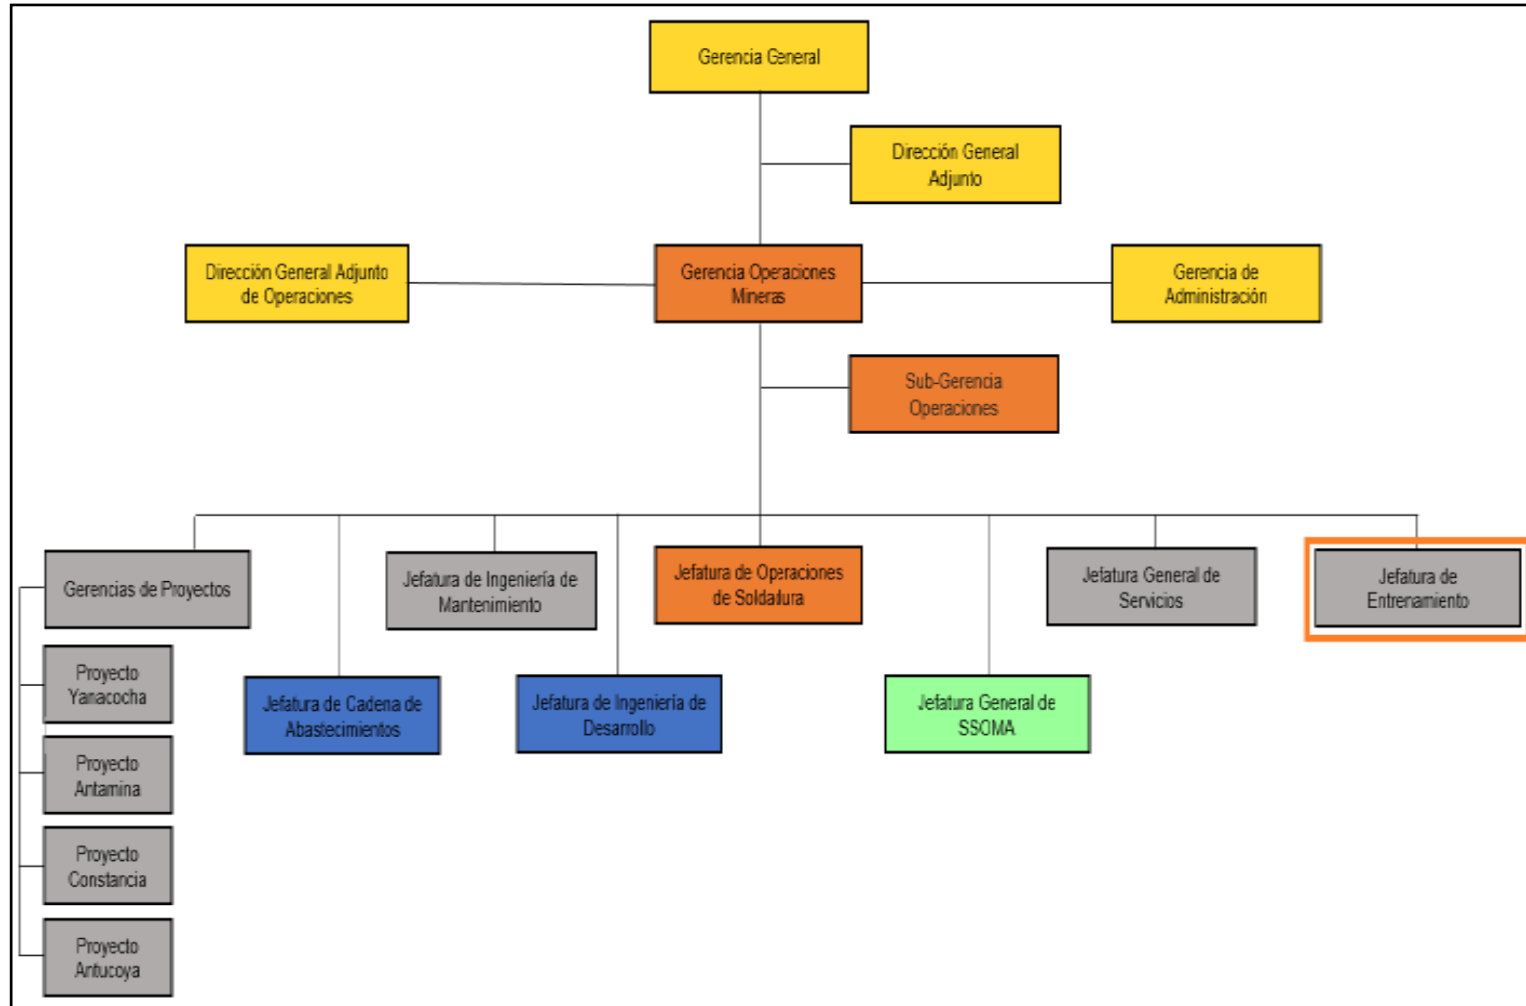 Gerencia General
Dirección General
Adjunto
Dirección General Adjunto
de Operaciones
Gerencia Operaciones
Mineras
Gerencia de
Administración
Sub-Gerencia
Operaciones
Gerencias de Proyectos
Jefatura de Ingeniería de
Mantenimiento
Jefatura de Operaciones
de Soldadura
Jefatura General de
Servicios
Jefatura de
Entrenamiento
Jefatura de Cadena de
Abastecimientos
Jefatura de Ingeniería de
Desarrollo
Jefatura General de
SSOMA
Proyecto
Yanacocha
Proyecto
Antamina
Proyecto
Constancia
Proyecto
Antucoya